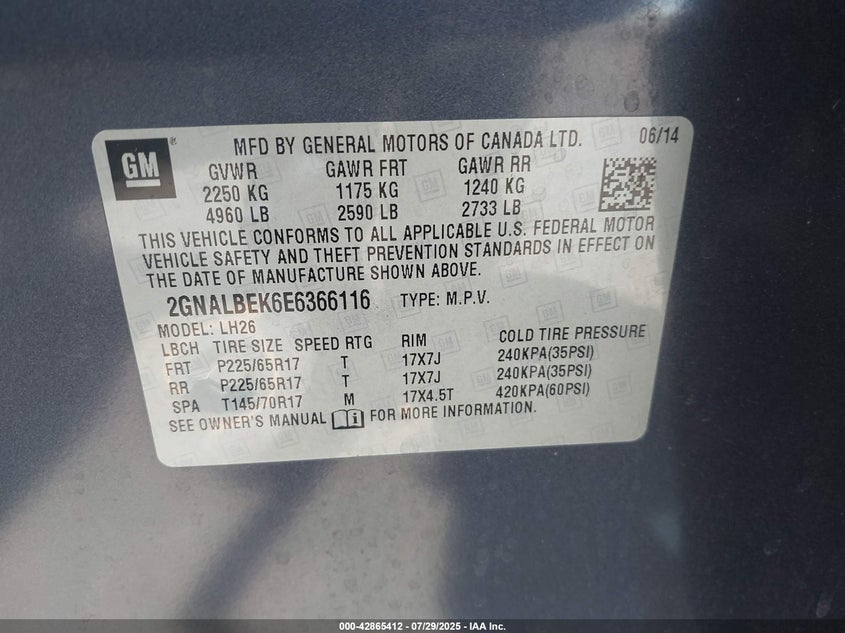 GM ® MFD BY GENERAL MOTORS OF CANADA LTD. 06/14
GVWR GAWR FRT GAWR RR
2250 KG 1175 KG 1240 KG
4960 LB 2590 LB 2733 LB
THIS VEHICLE CONFORMS TO ALL APPLICABLE U.S. FEDERAL MOTOR
VEHICLE SAFETY AND THEFT PREVENTION STANDARDS IN EFFECT ON
THE DATE OF MANUFACTURE SHOWN ABOVE.
2GNALBEK6E6366116 TYPE: M.P.V.
MODEL: LH26
LBCH TIRE SIZE SPEED RTG RIM COLD TIRE PRESSURE
FRT P225/65R17 T 17X7J 240KPA(35PSI)
RR P225/65R17 T 17X7J 240KPA(35PSI)
SPA T145/70R17 M 17X4.5T 420KPA(60PSI)
SEE OWNER'S MANUAL FOR MORE INFORMATION.
000-42865412 - 07/29/2025 - IAA Inc.